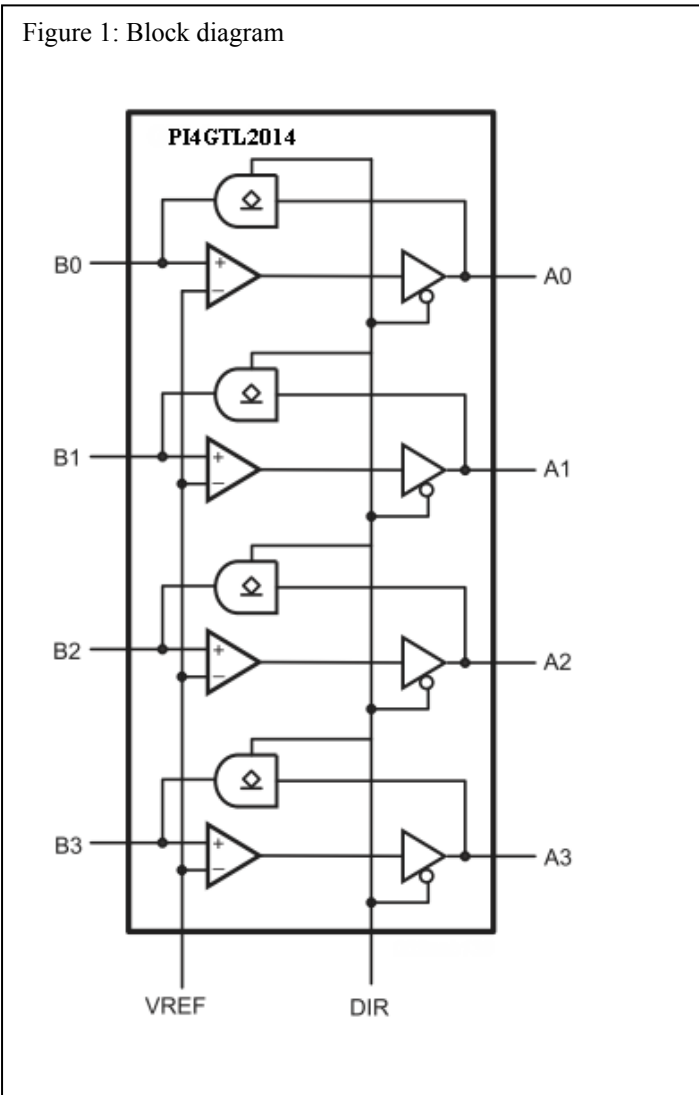 Figure 1: Block diagram
PI4GTL2014
B0
+
−
A0
B1
+
−
A1
B2
+
−
A2
B3
+
−
A3
VREF
DIR